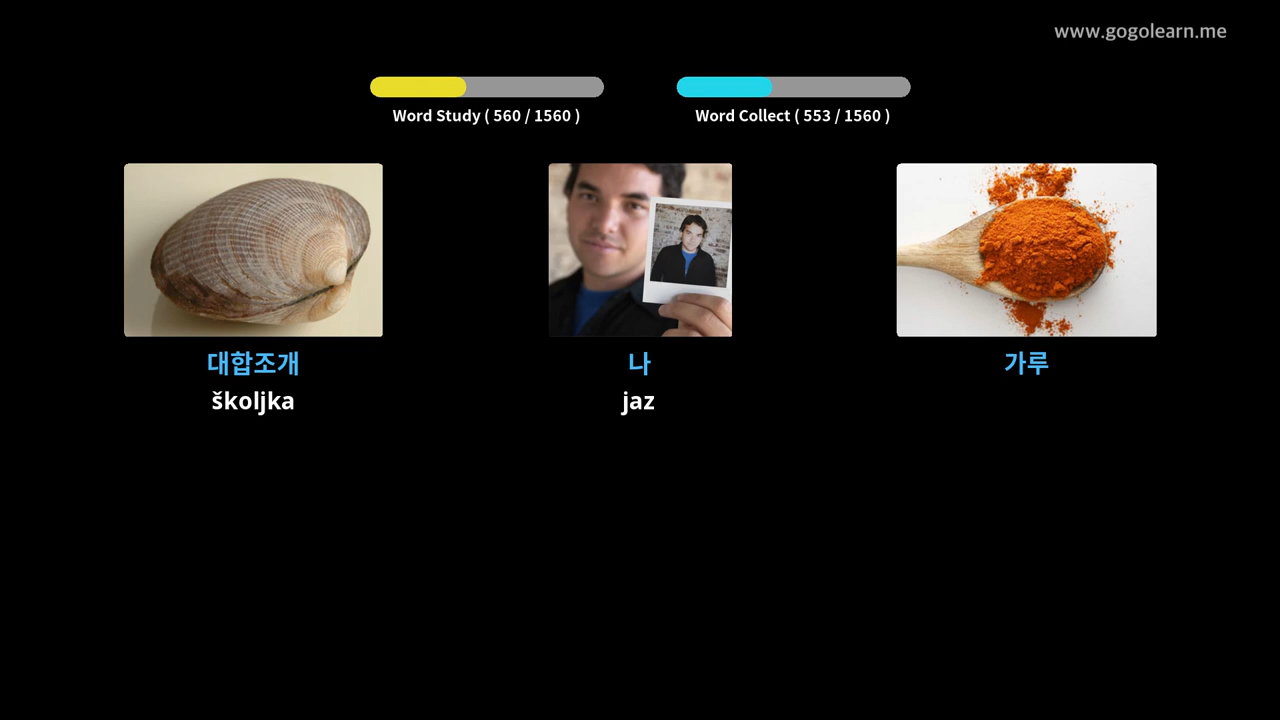 www.gogolearn.me
Word Study ( 560 / 1560 )
Word Collect ( 553 / 1560 )
대합조개
나
가루
školjka
jaz